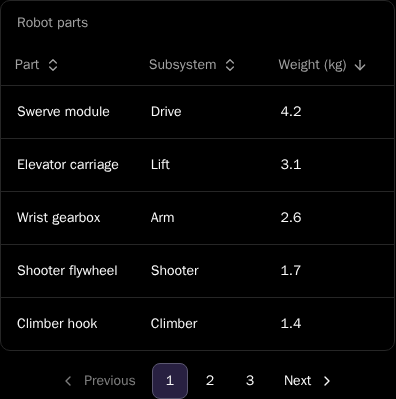 Robot parts
Part Subsystem Weight (kg)
Swerve module Drive 4.2
Elevator carriage Lift 3.1
Wrist gearbox Arm 2.6
Shooter flywheel Shooter 1.7
Climber hook Climber 1.4
Previous 1 2 3 Next